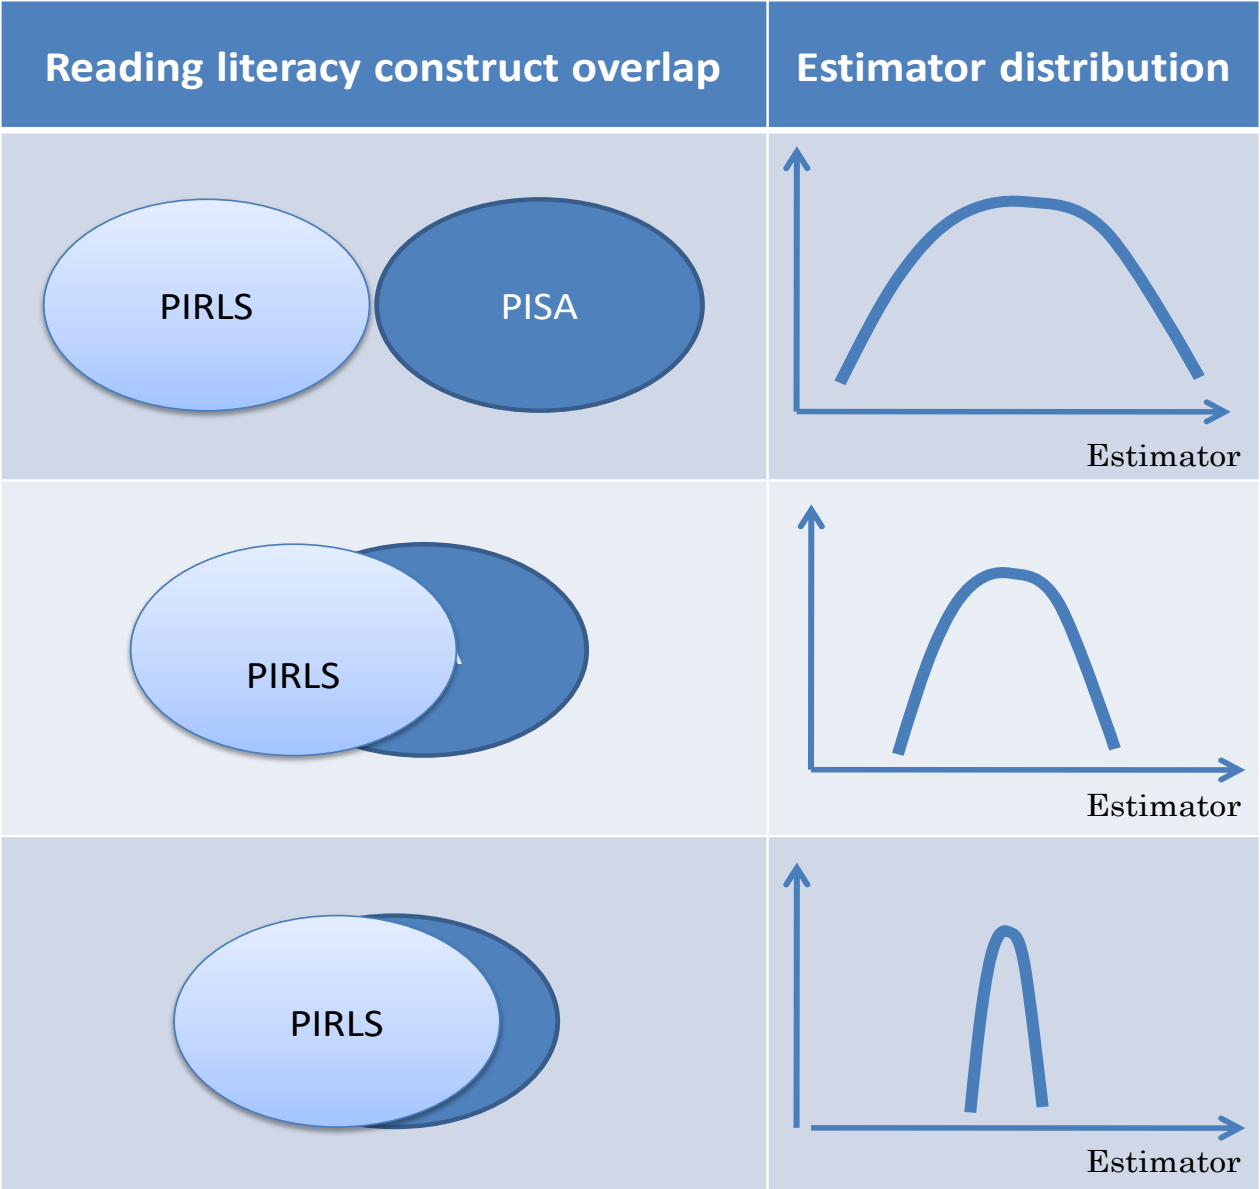 Reading literacy construct overlap
Estimator distribution
PIRLS
PISA
Estimator
PIRLS
Estimator
PIRLS
Estimator